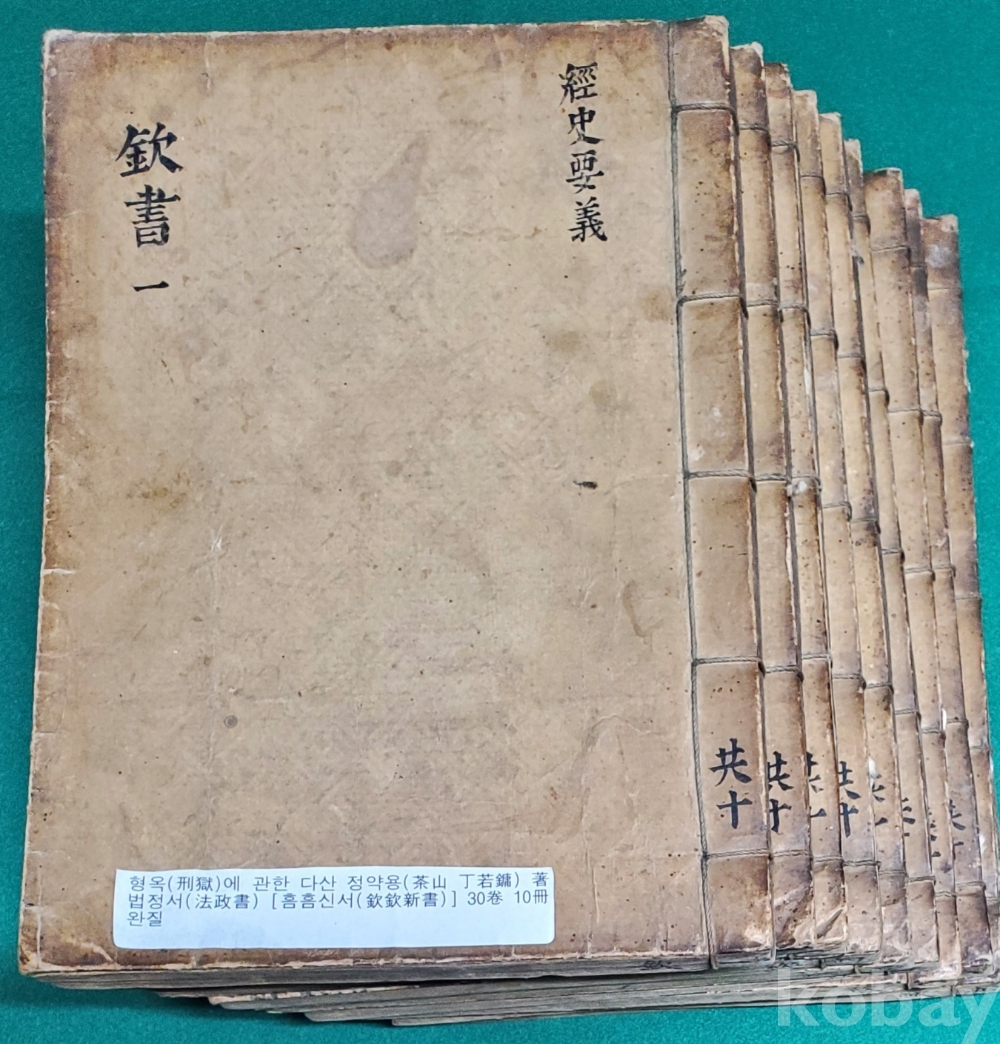 經史要義
欽書 一
共十
共十
共十
형옥(刑獄)에 관한 다산 정약용(茶山 丁若鏞) 著
법정서(法政書) [흠흠신서(欽欽新書)] 30卷 10冊
완질
kobay